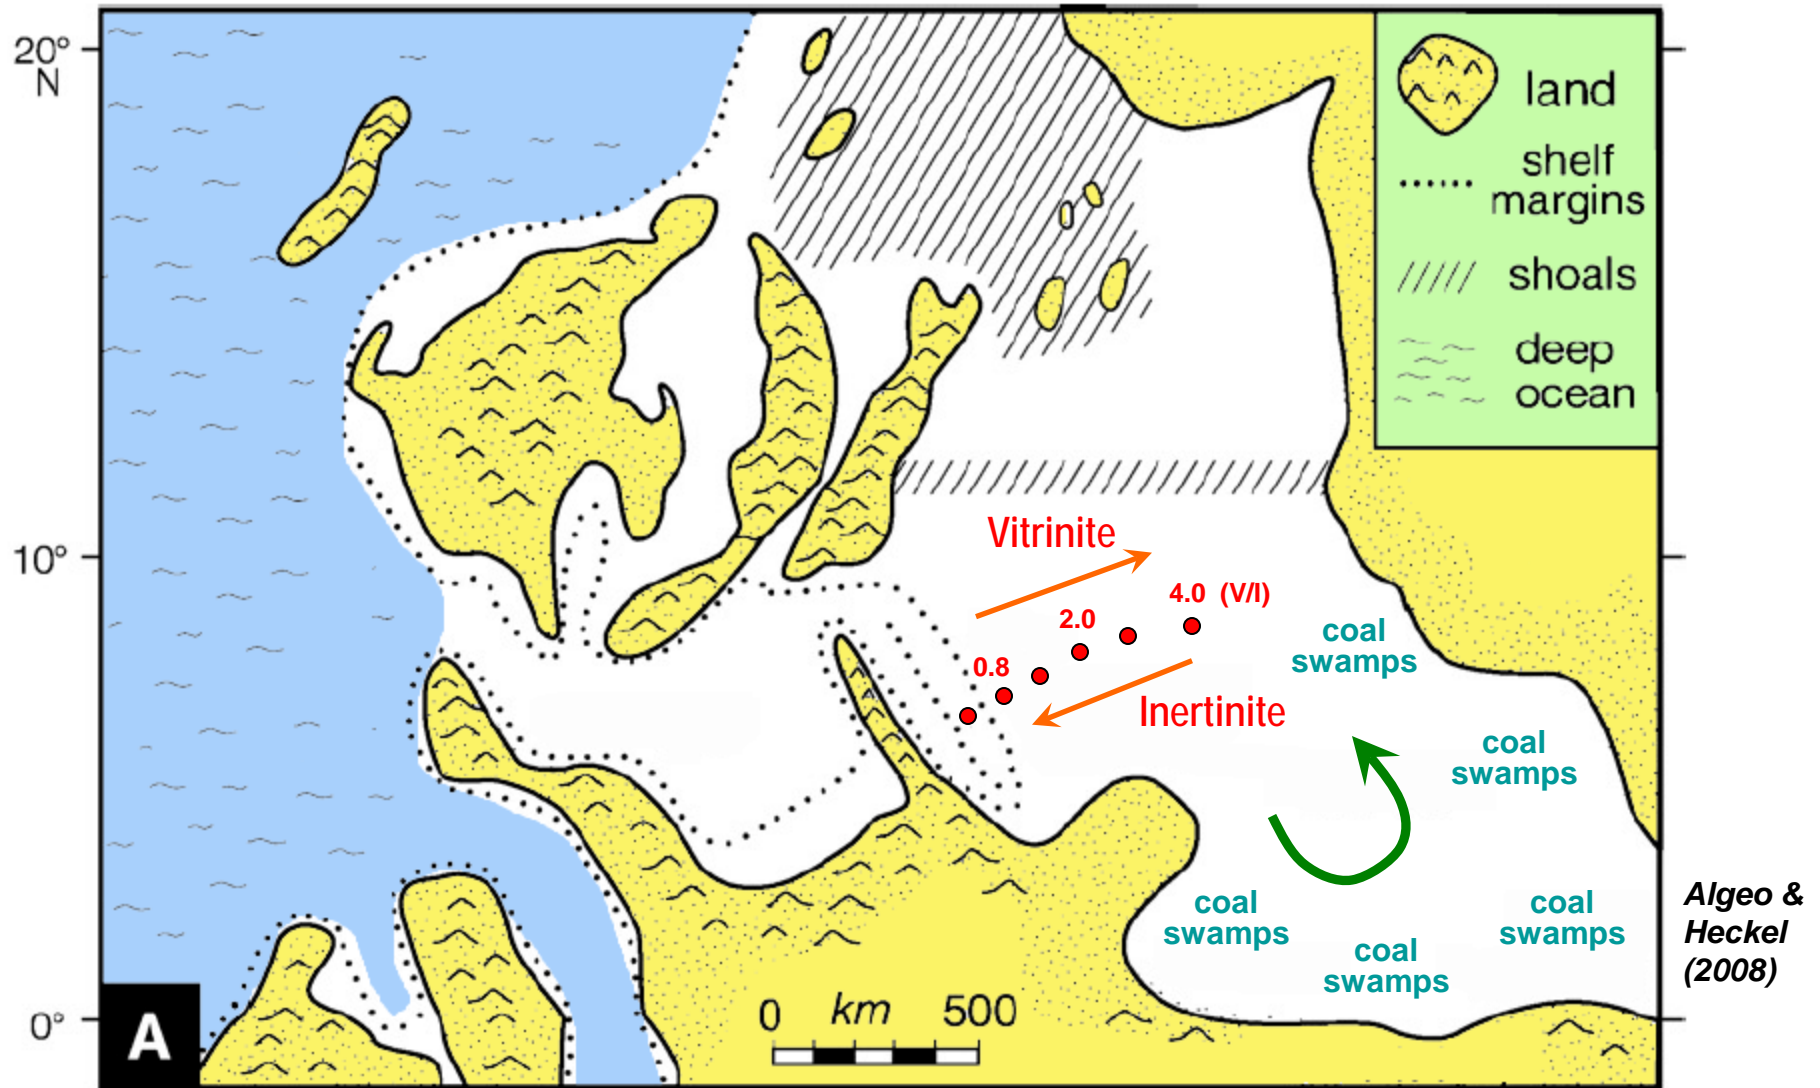 20°
N
10°
0°
land
shelf
margins
shoals
deep
ocean
Vitrinite
4.0 (V/I)
2.0
0.8
Inertinite
coal
swamps
coal
swamps
coal
swamps
coal
swamps
coal
swamps
Algeo &
Heckel
(2008)
0 km 500
A